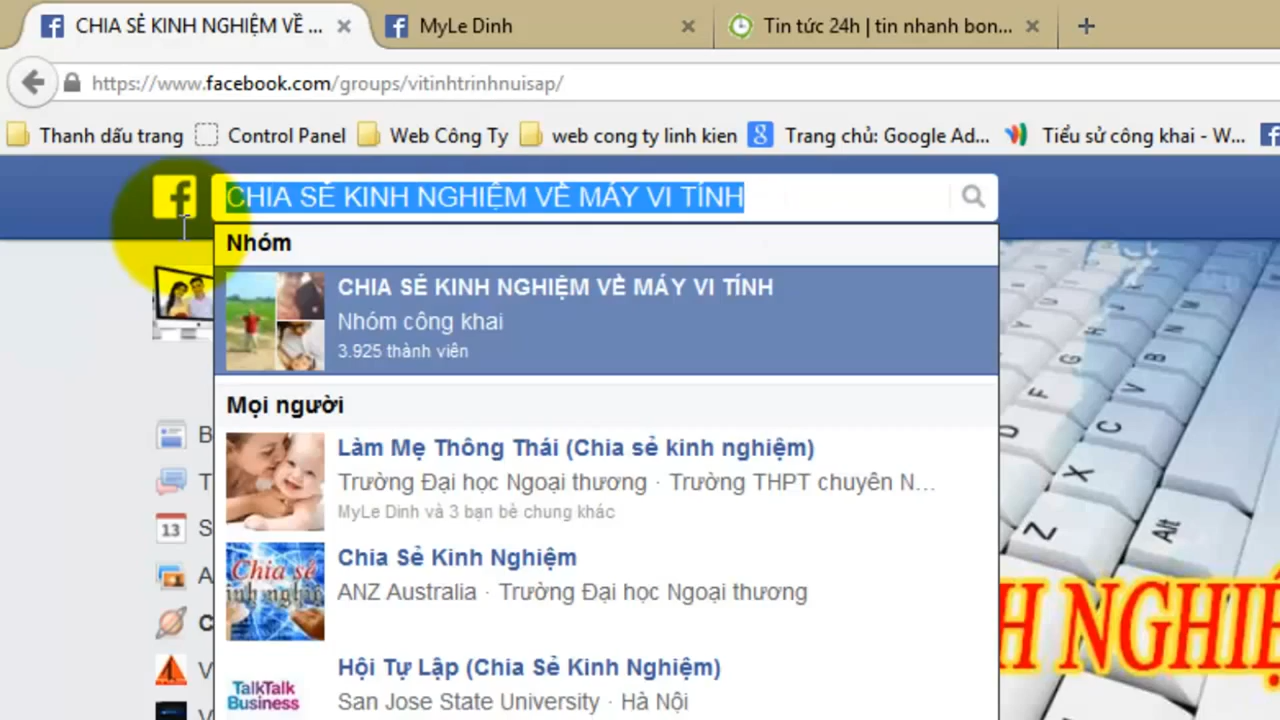 CHIA SẺ KINH NGHIỆM VỀ ...
MyLe Dinh
Tin tức 24h | tin nhanh bon...
https://www.facebook.com/groups/vitinhtrinhnuisap/
Thanh dấu trang
Control Panel
Web Công Ty
web cong ty linh kien
Trang chủ: Google Ad...
Tiểu sử công khai - W...
CHIA SẺ KINH NGHIỆM VỀ MÁY VI TÍNH
Nhóm
CHIA SẺ KINH NGHIỆM VỀ MÁY VI TÍNH
Nhóm công khai
3.925 thành viên
Mọi người
B
Làm Mẹ Thông Thái (Chia sẻ kinh nghiệm)
T
Trường Đại học Ngoại thương · Trường THPT chuyên N...
MyLe Dinh và 3 bạn bè chung khác
13
S
Chia Sẻ Kinh Nghiệm
A
ANZ Australia · Trường Đại học Ngoại thương
Chia sẻ
kinh nghiệm
C
Hội Tự Lập (Chia Sẻ Kinh Nghiệm)
V
San Jose State University · Hà Nội
TalkTalk
Business
V
H NGHIỆ
F
G
H
B
V
D
C
X
Z
Alt